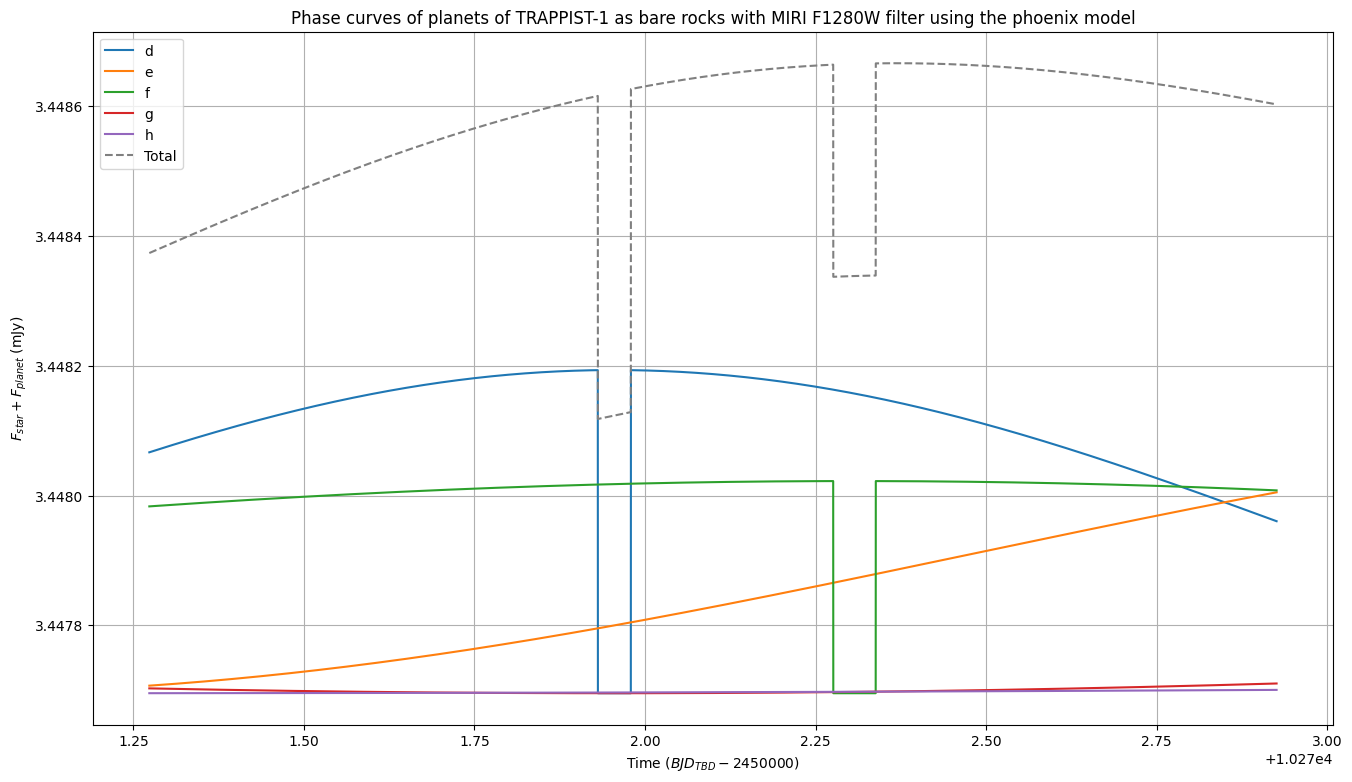 Phase curves of planets of TRAPPIST-1 as bare rocks with MIRI F1280W filter using the phoenix model
d
e
f
g
h
Total
3.4486
3.4484
3.4482
3.4480
3.4478
F_star + F_planet (mJy)
1.25
1.50
1.75
2.00
2.25
2.50
2.75
3.00
+1.027e4
Time (BJD_TBD − 2450000)